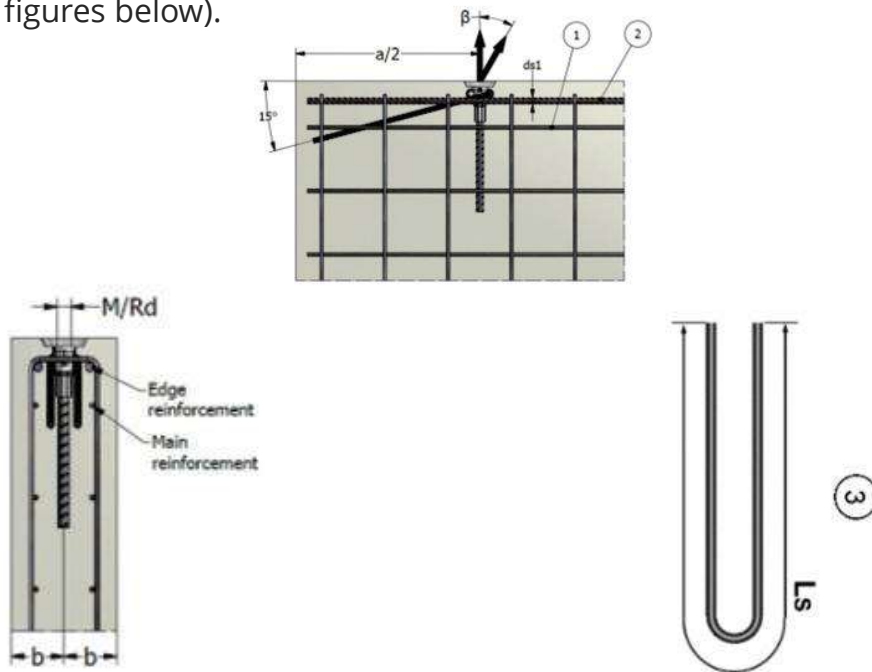 figures below).
β
a/2
ds1
1
2
15°
M/Rd
Edge
reinforcement
Main
reinforcement
b
b
3
Ls